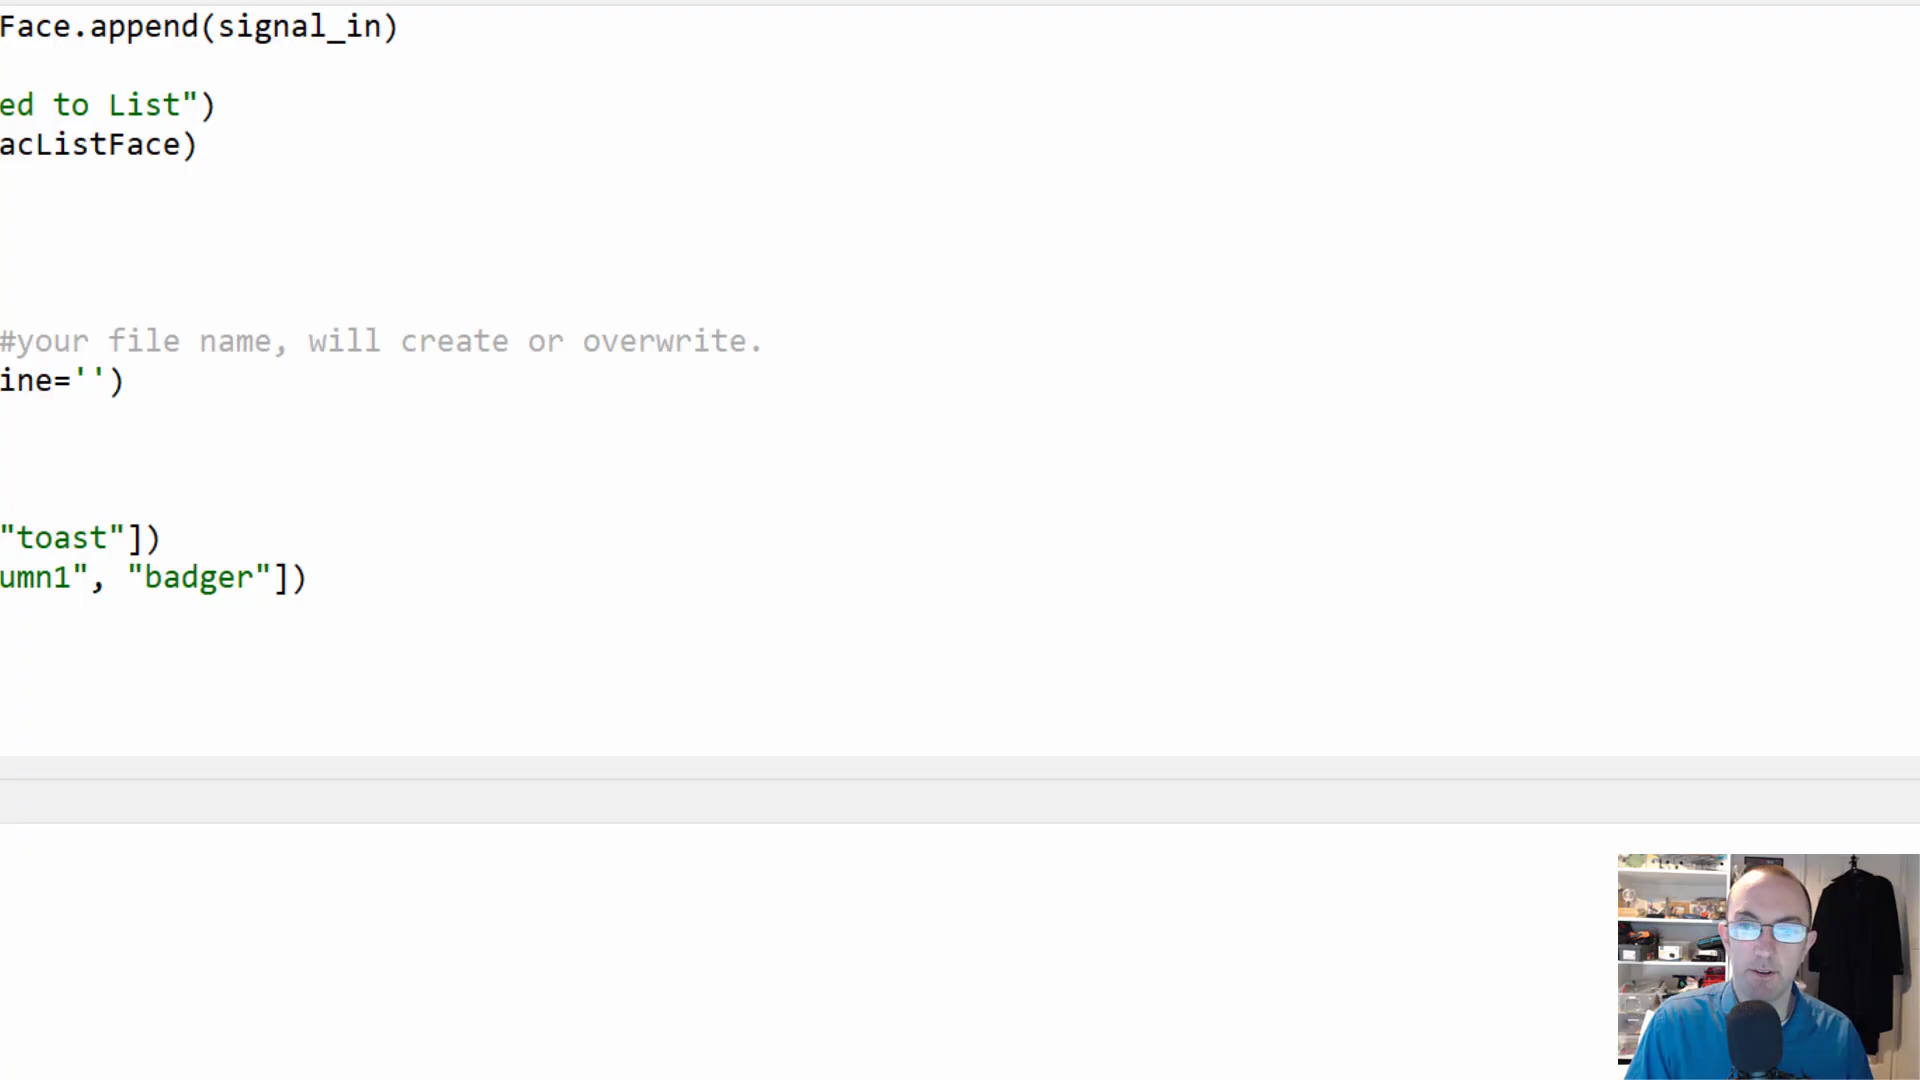 Face.append(signal_in)
ed to List")
acListFace)
#your file name, will create or overwrite.
ine='')
"toast"])
umn1", "badger"])